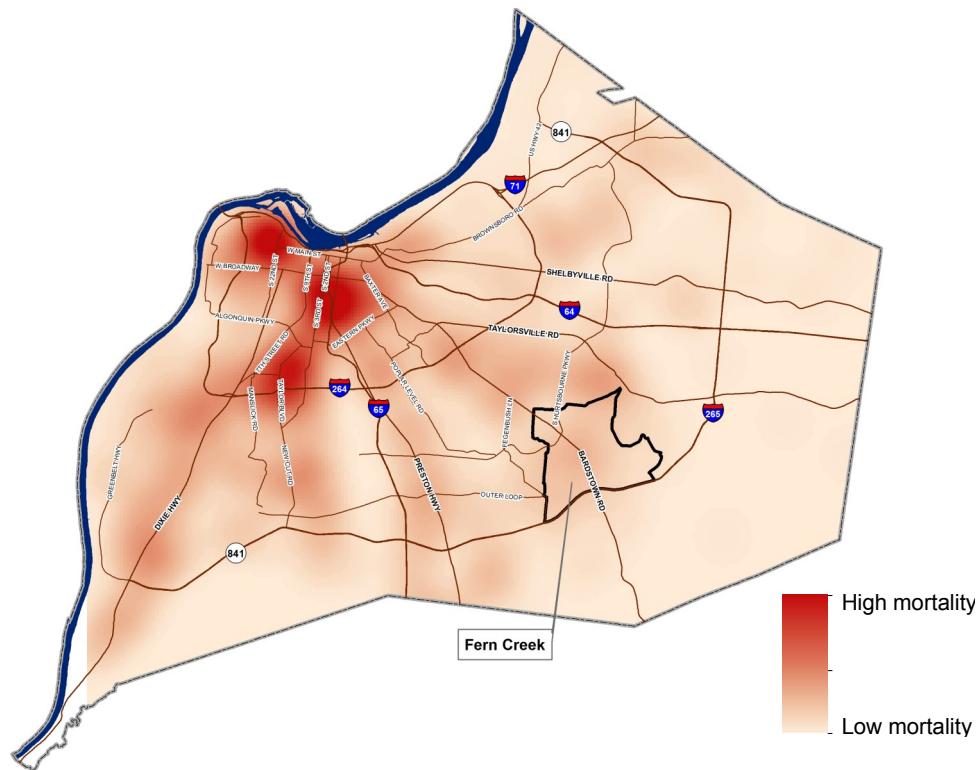 841
US HWY 42
71
BROWNSBORO RD
W MAIN ST
W BROADWAY
S 22ND ST
S 9TH ST
S 2ND ST
S 3RD ST
BAXTER AVE
SHELBYVILLE RD
64
ALGONQUIN PKWY
EASTERN PKWY
TAYLORSVILLE RD
7TH STREET RD
POPLAR LEVEL RD
S HURTSBOURNE PKWY
264
65
MANSLICK RD
TAYLOR BLVD
FEGENBUSH LN
265
GREENBELT HWY
NEW CUT RD
PRESTON HWY
BARDSTOWN RD
OUTER LOOP
DIXIE HWY
841
Fern Creek
High mortality
Low mortality